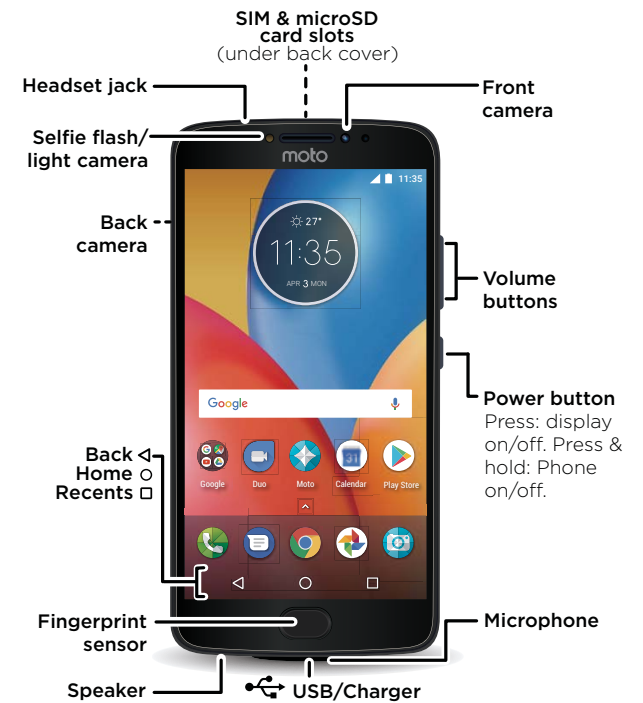 SIM & microSD
card slots
(under back cover)
Headset jack
Front
camera
Selfie flash/
light camera
moto
11:35
Back
camera
27°
11:35
APR 3 MON
Volume
buttons
Google
Power button
Press: display
on/off. Press &
hold: Phone
on/off.
Back
Home
Recents
G
31
Google
Duo
Moto
Calendar
Play Store
Fingerprint
sensor
Microphone
Speaker
USB/Charger